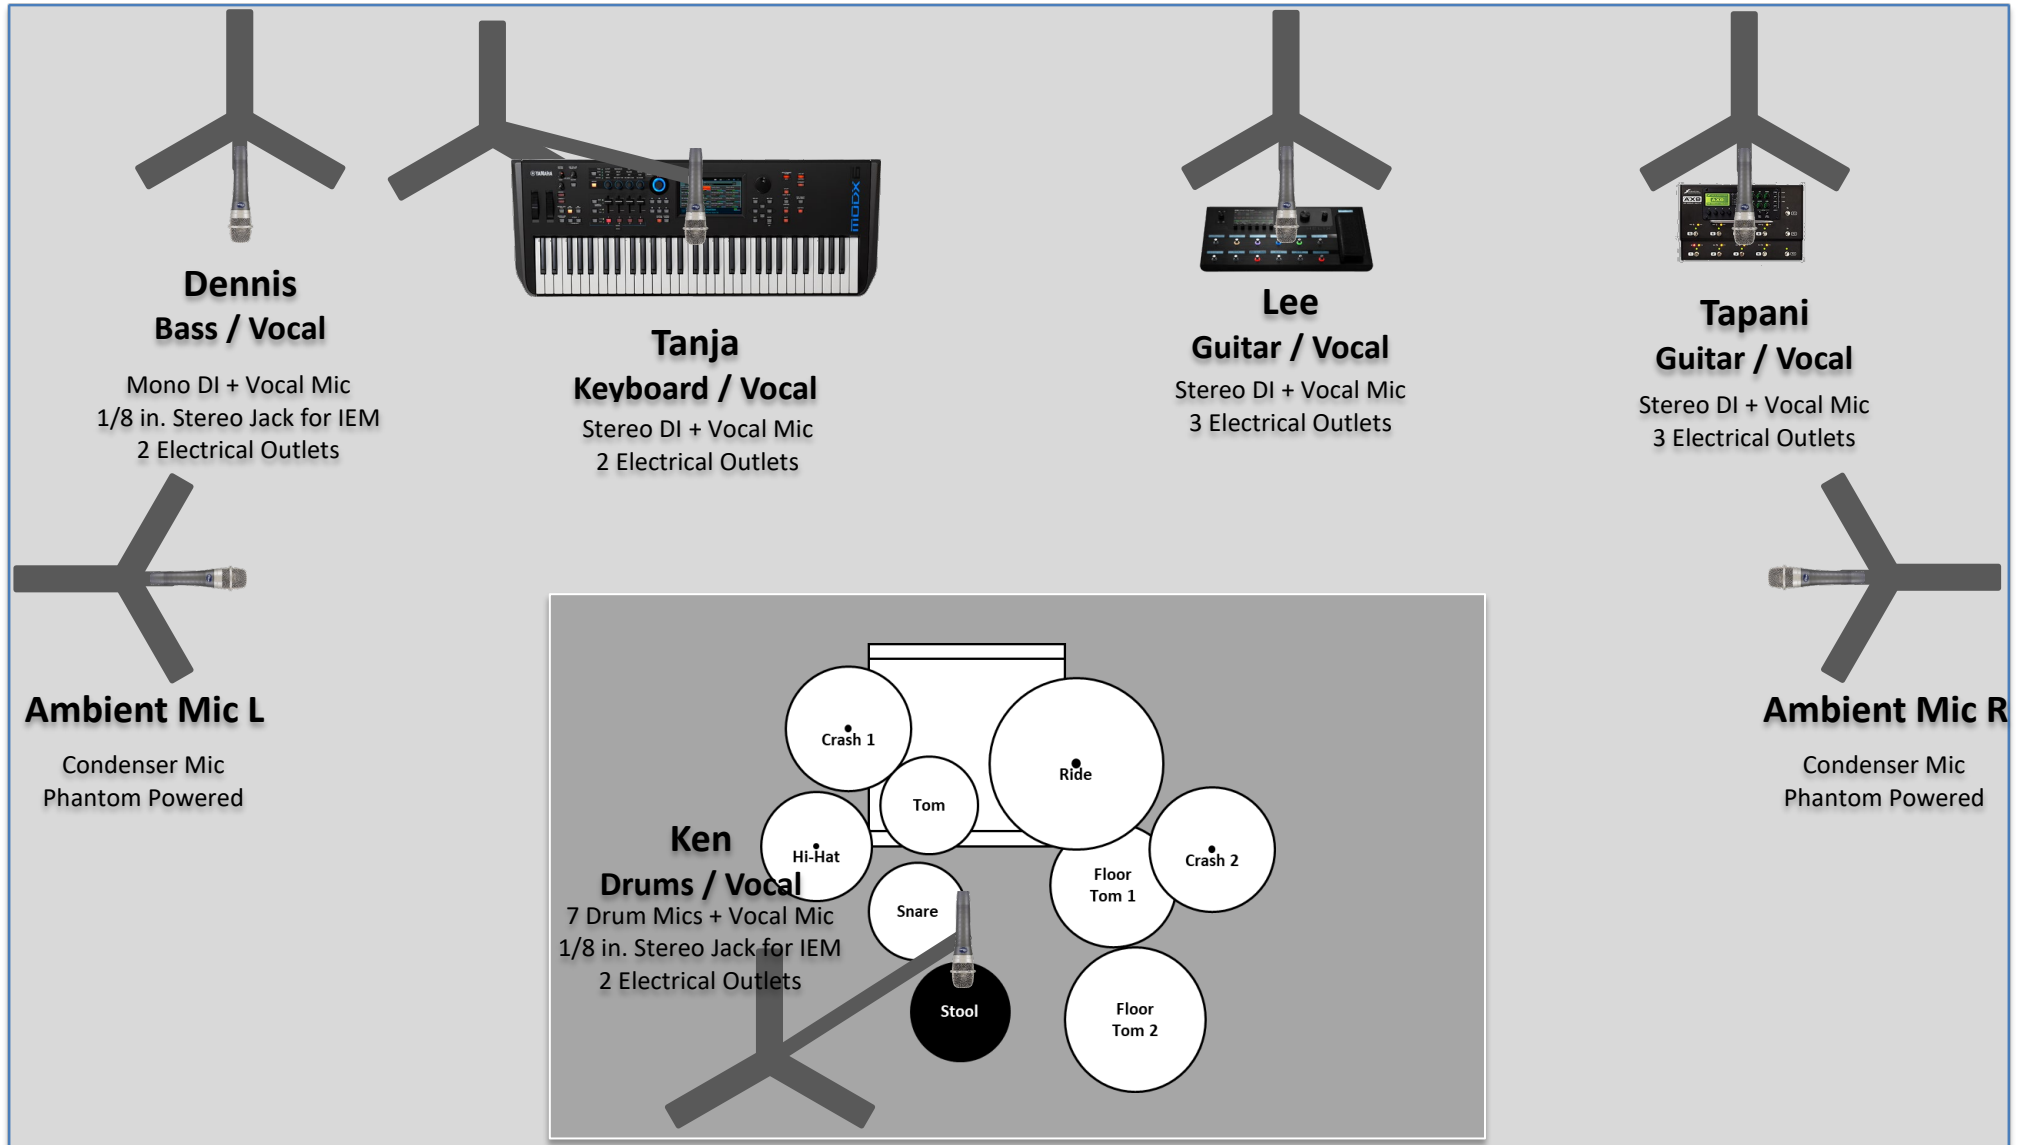 YAMAHA
MODX
AX8
Dennis
Bass / Vocal
Mono DI + Vocal Mic
1/8 in. Stereo Jack for IEM
2 Electrical Outlets
Tanja
Keyboard / Vocal
Stereo DI + Vocal Mic
2 Electrical Outlets
Lee
Guitar / Vocal
Stereo DI + Vocal Mic
3 Electrical Outlets
Tapani
Guitar / Vocal
Stereo DI + Vocal Mic
3 Electrical Outlets
Ambient Mic L
Condenser Mic
Phantom Powered
Ambient Mic R
Condenser Mic
Phantom Powered
Ken
Drums / Vocal
7 Drum Mics + Vocal Mic
1/8 in. Stereo Jack for IEM
2 Electrical Outlets
Crash 1
Ride
Tom
Hi-Hat
Crash 2
Floor
Tom 1
Snare
Stool
Floor
Tom 2